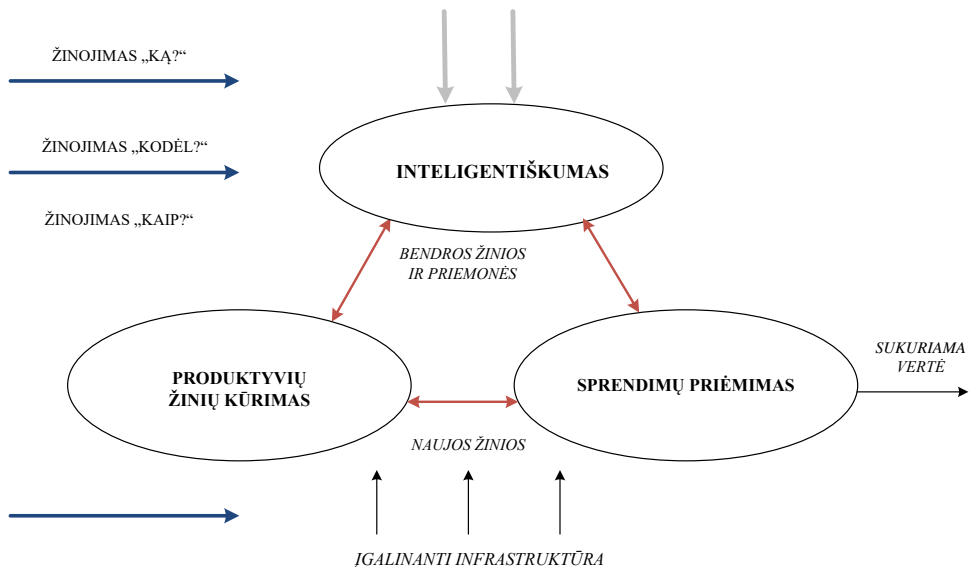 ŽINOJIMAS „KĄ?“
ŽINOJIMAS „KODĖL?“
INTELIGENTIŠKUMAS
ŽINOJIMAS „KAIP?“
BENDROS ŽINIOS
IR PRIEMONĖS
PRODUKTYVIŲ
ŽINIŲ KŪRIMAS
SPRENDIMŲ PRIĖMIMAS
SUKURIAMA
VERTĖ
NAUJOS ŽINIOS
ĮGALINANTI INFRASTRUKTŪRA